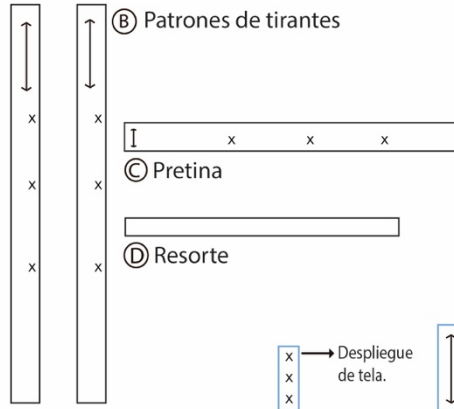 Ⓑ Patrones de tirantes
x x
x x x
Ⓒ Pretina
x x
Ⓓ Resorte
x x
x Despliegue
x de tela.
x